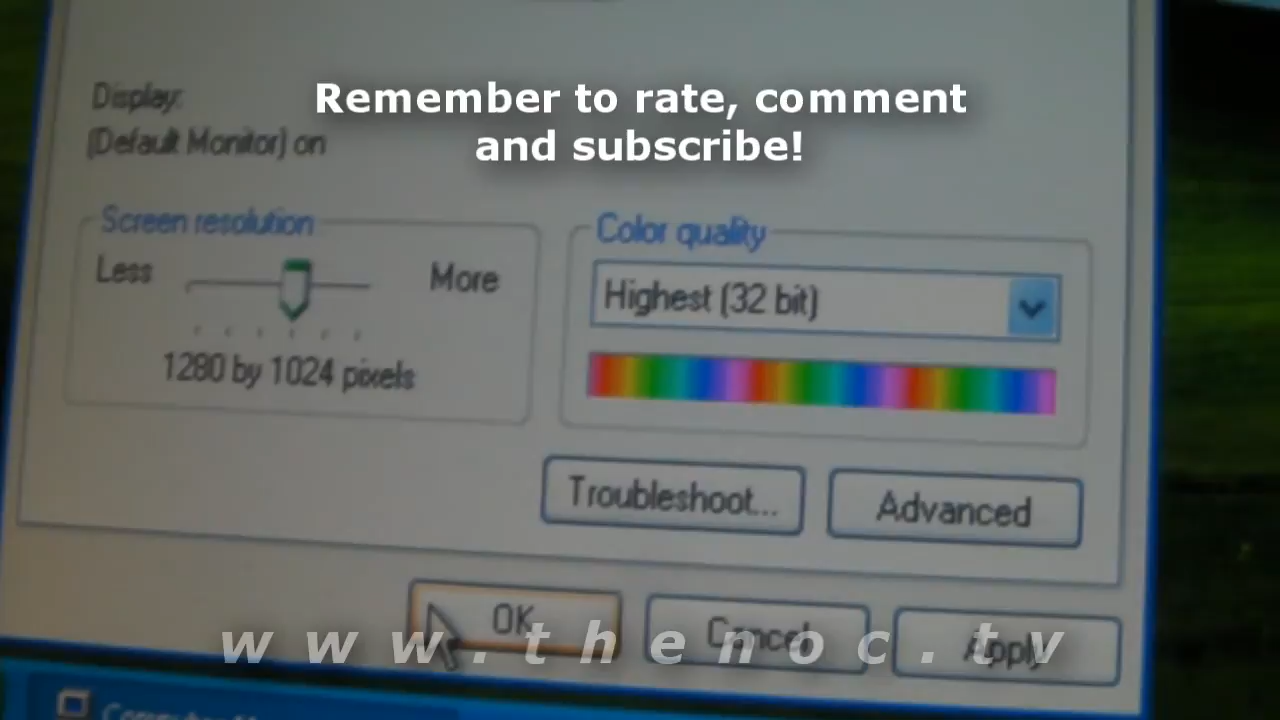 Remember to rate, comment
and subscribe!
Display:
(Default Monitor) on
Screen resolution
Less
More
1280 by 1024 pixels
Color quality
Highest (32 bit)
Troubleshoot...
Advanced
OK
Cancel
Apply
www.thenoc.tv
Computer